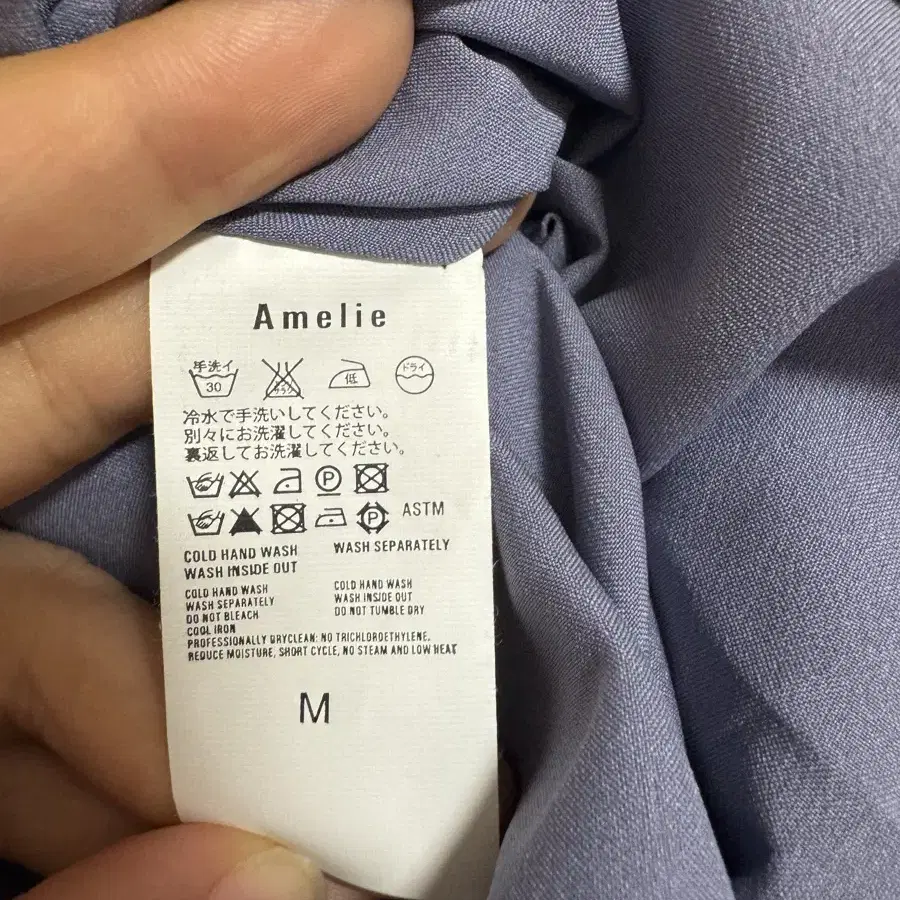 Amelie
手洗イ
30 低 ドライ
冷水で手洗いしてください。
別々にお洗濯してください。
裏返してお洗濯してください。
P
P ASTM
COLD HAND WASH WASH SEPARATELY
WASH INSIDE OUT
COLD HAND WASH COLD HAND WASH
WASH SEPARATELY WASH INSIDE OUT
DO NOT BLEACH DO NOT TUMBLE DRY
COOL IRON
PROFESSIONALLY DRYCLEAN: NO TRICHLOROETHYLENE.
REDUCE MOISTURE, SHORT CYCLE, NO STEAM AND LOW HEAT
M